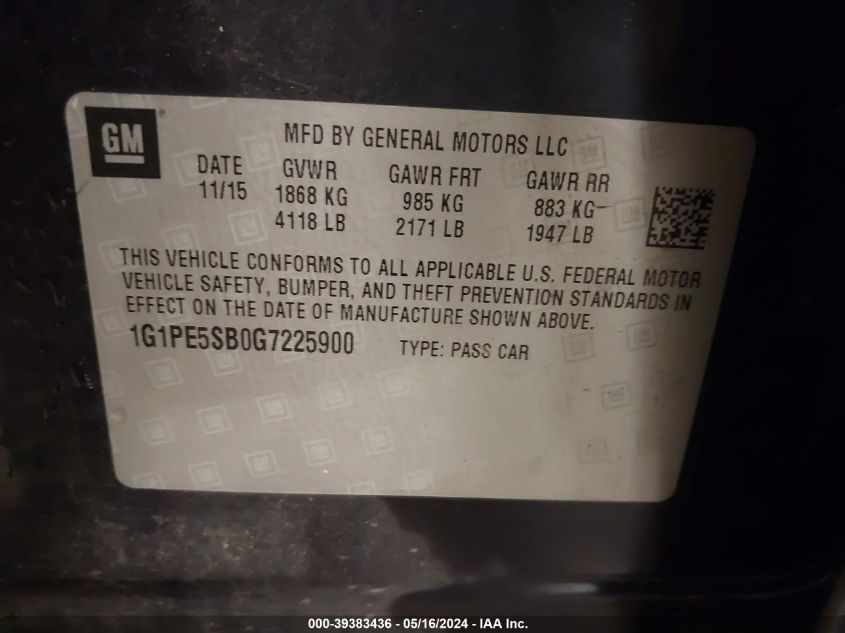 GM
MFD BY GENERAL MOTORS LLC
DATE GVWR GAWR FRT GAWR RR
11/15 1868 KG 985 KG 883 KG
4118 LB 2171 LB 1947 LB
THIS VEHICLE CONFORMS TO ALL APPLICABLE U.S. FEDERAL MOTOR
VEHICLE SAFETY, BUMPER, AND THEFT PREVENTION STANDARDS IN
EFFECT ON THE DATE OF MANUFACTURE SHOWN ABOVE.
1G1PE5SB0G7225900 TYPE: PASS CAR
000-39383436 - 05/16/2024 - IAA Inc.